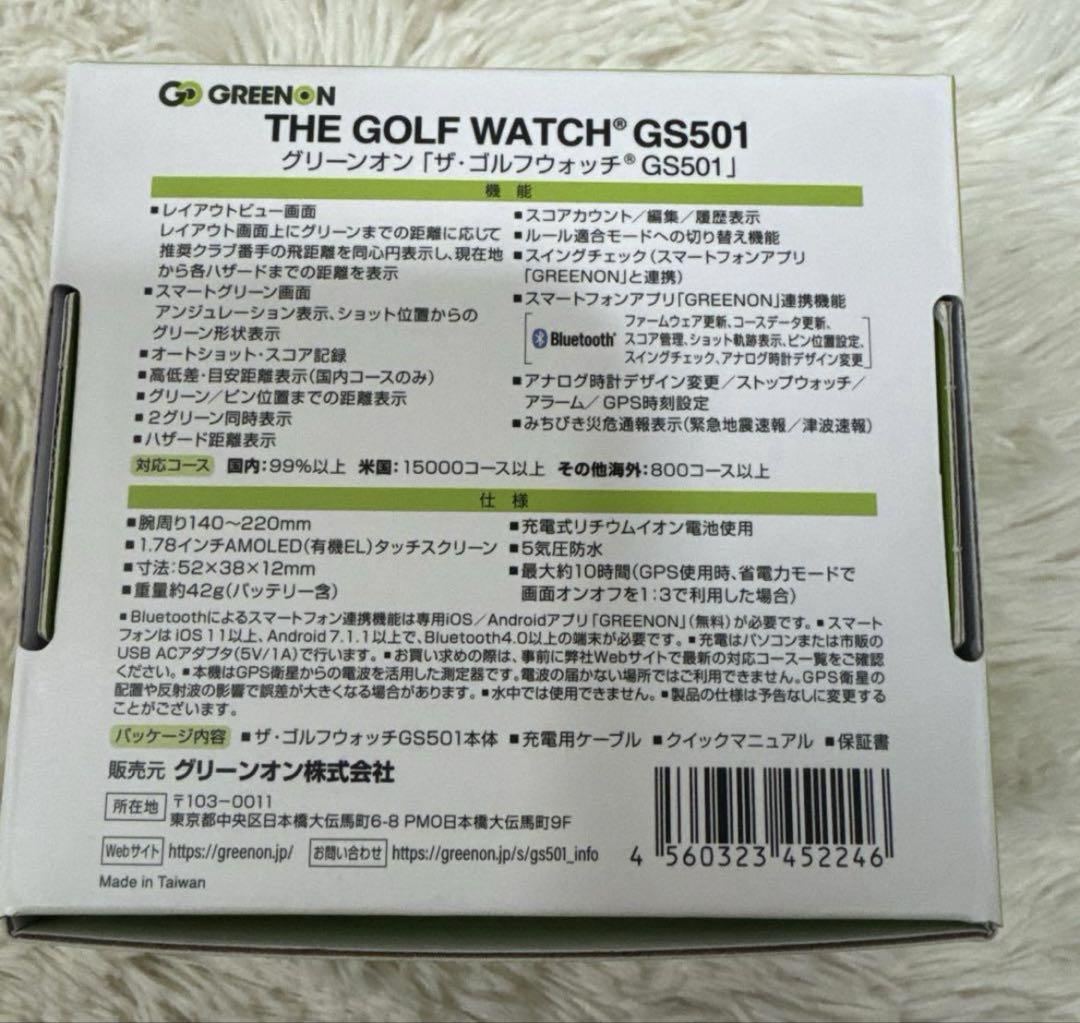 GREENON
THE GOLF WATCH® GS501
グリーンオン「ザ・ゴルフウォッチ® GS501」
機能
■レイアウトビュー画面
レイアウト画面上にグリーンまでの距離に応じて
推奨クラブ番手の飛距離を同心円表示し、現在地
から各ハザードまでの距離を表示
■スマートグリーン画面
アンジュレーション表示、ショット位置からの
グリーン形状表示
■オートショット・スコア記録
■高低差・目安距離表示(国内コースのみ)
■グリーン/ピン位置までの距離表示
■2グリーン同時表示
■ハザード距離表示
■スコアカウント/編集/履歴表示
■ルール適合モードへの切り替え機能
■スイングチェック(スマートフォンアプリ
「GREENON」と連携)
■スマートフォンアプリ「GREENON」連携機能
Bluetooth®
ファームウェア更新、コースデータ更新、
スコア管理、ショット軌跡表示、ピン位置設定、
スイングチェック、アナログ時計デザイン変更
■アナログ時計デザイン変更/ストップウォッチ/
アラーム/GPS時刻設定
■みちびき災危通報表示(緊急地震速報/津波速報)
対応コース 国内:99%以上 米国:15000コース以上 その他海外:800コース以上
仕様
■腕周り140〜220mm
■1.78インチAMOLED(有機EL)タッチスクリーン
■寸法:52×38×12mm
■重量約42g(バッテリー含)
■充電式リチウムイオン電池使用
■5気圧防水
■最大約10時間(GPS使用時、省電力モードで
画面オンオフを1:3で利用した場合)
■Bluetoothによるスマートフォン連携機能は専用iOS/Androidアプリ「GREENON」(無料)が必要です。■スマート
フォンは iOS 11以上、Android 7.1.1以上で、Bluetooth4.0以上の端末が必要です。■充電はパソコンまたは市販の
USB ACアダプタ(5V/1A)で行います。■お買い求めの際は、事前に弊社Webサイトで最新の対応コース一覧をご確認
ください。■本機はGPS衛星からの電波を活用した測定器です。電波の届かない場所ではご利用できません。GPS衛星の
配置や反射波の影響で誤差が大きくなる場合があります。■水中では使用できません。■製品の仕様は予告なしに変更する
ことがございます。
パッケージ内容 ■ザ・ゴルフウォッチGS501本体 ■充電用ケーブル ■クイックマニュアル ■保証書
販売元 グリーンオン株式会社
所在地 〒103-0011
東京都中央区日本橋大伝馬町6-8 PMO日本橋大伝馬町9F
Webサイト https://greenon.jp/ お問い合わせ https://greenon.jp/s/gs501_info
Made in Taiwan
4 560323 452246